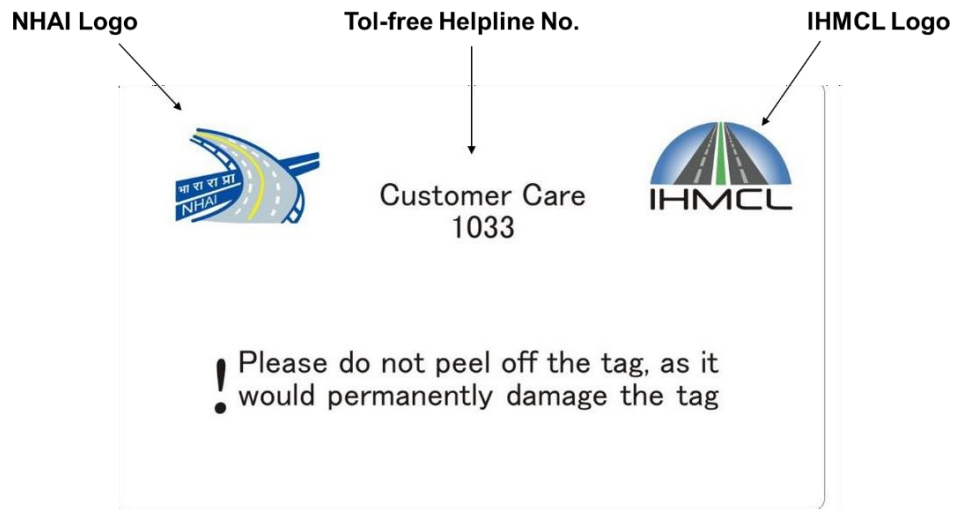 NHAI Logo
Tol-free Helpline No.
IHMCL Logo
भा रा रा प्रा
NHAI
Customer Care
1033
IHMCL
! Please do not peel off the tag, as it
would permanently damage the tag